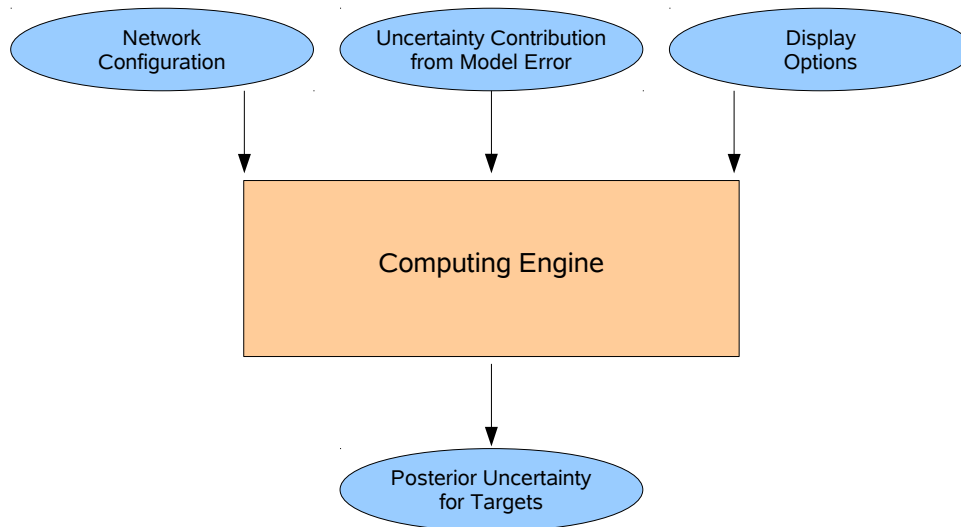 Network
Configuration
Uncertainty Contribution
from Model Error
Display
Options
Computing Engine
Posterior Uncertainty
for Targets